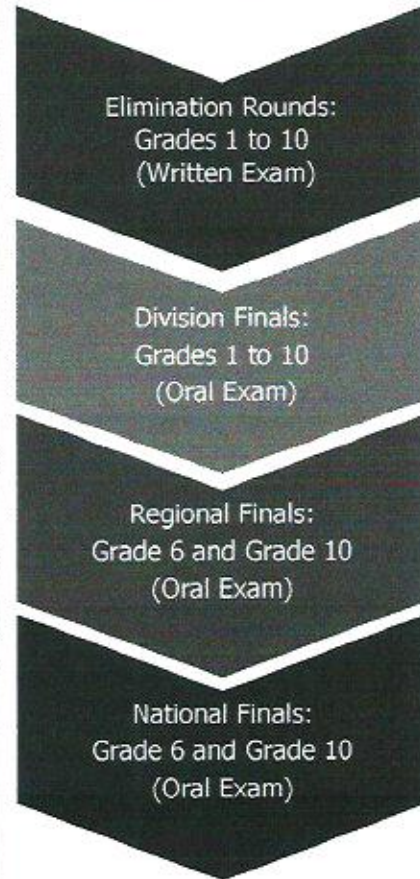 Elimination Rounds:
Grades 1 to 10
(Written Exam)
Division Finals:
Grades 1 to 10
(Oral Exam)
Regional Finals:
Grade 6 and Grade 10
(Oral Exam)
National Finals:
Grade 6 and Grade 10
(Oral Exam)